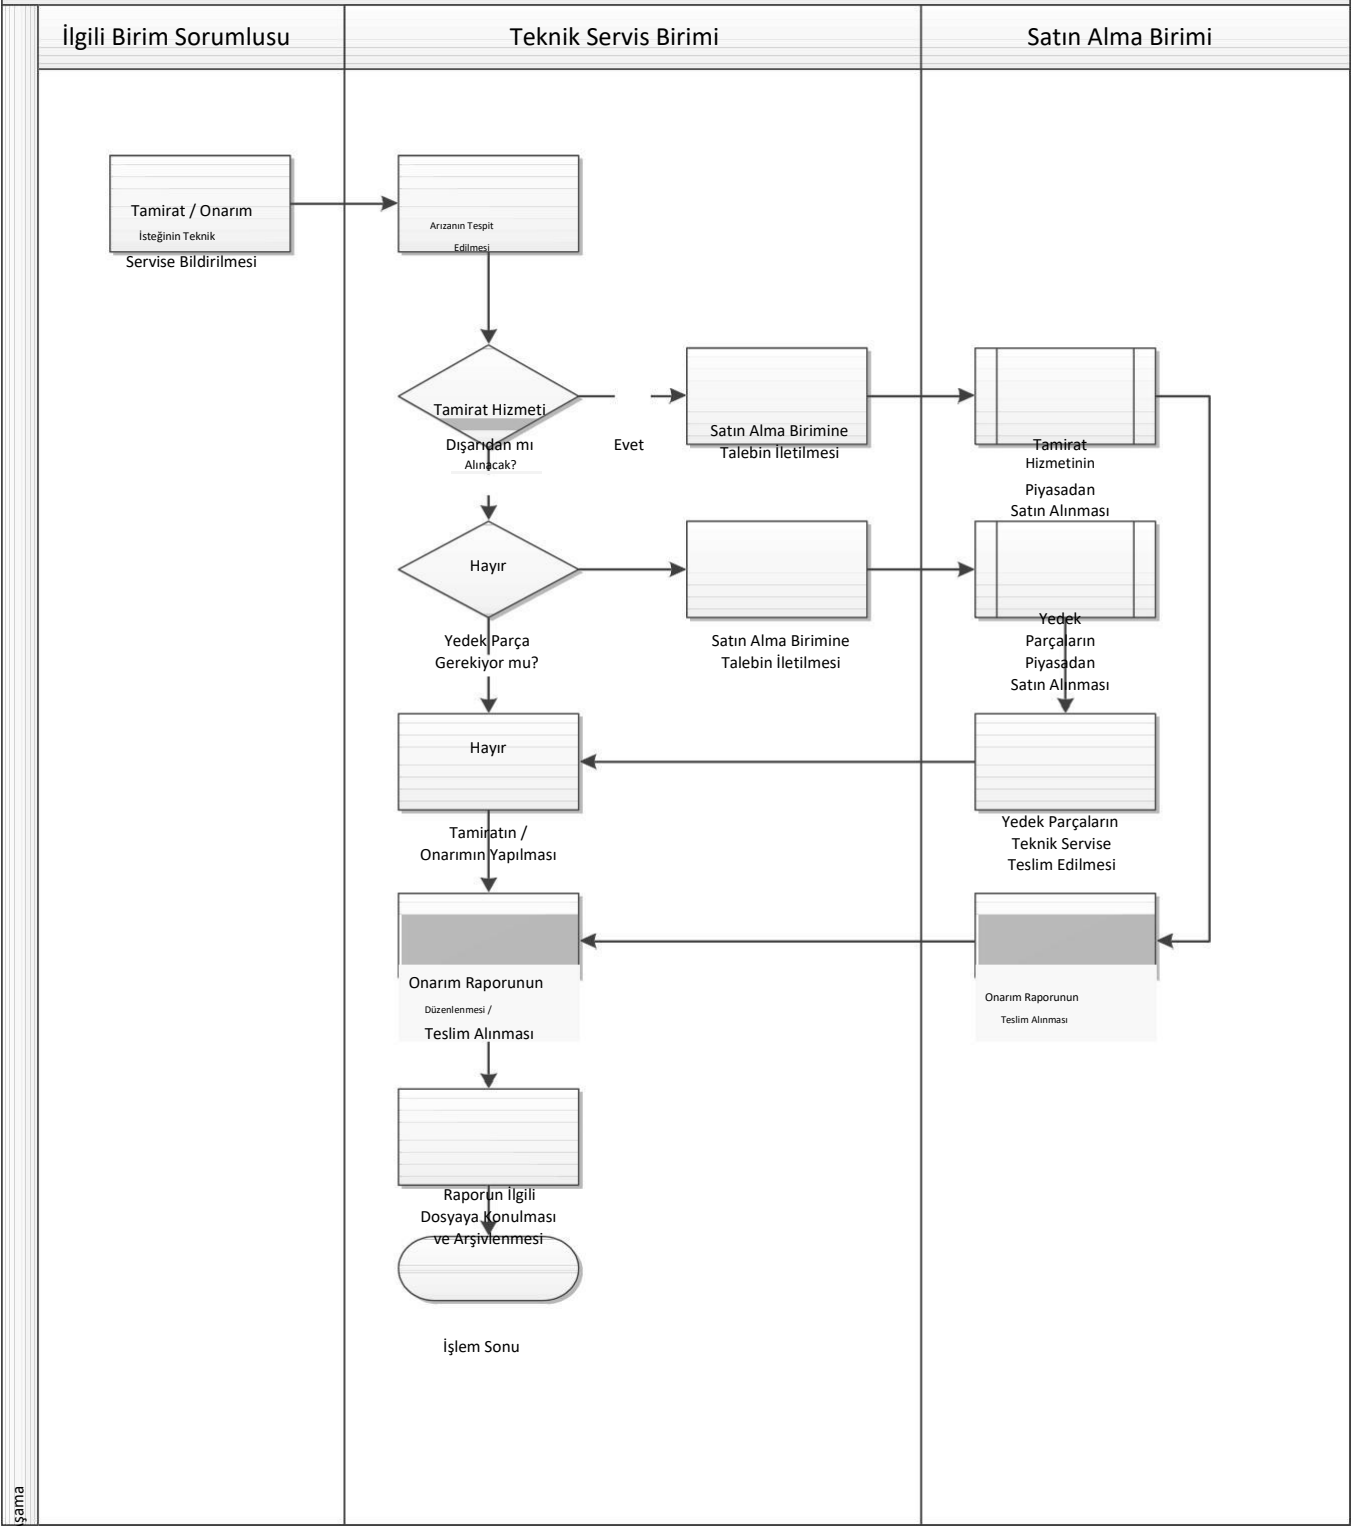 İlgili Birim Sorumlusu
Teknik Servis Birimi
Satın Alma Birimi
Tamirat / Onarım
İsteğinin Teknik
Servise Bildirilmesi
Arızanın Tespit
Edilmesi
Tamirat Hizmeti
Dışarıdan mı
Alınacak?
Evet
Satın Alma Birimine
Talebin İletilmesi
Tamirat
Hizmetinin
Piyasadan
Satın Alınması
Hayır
Yedek Parça
Gerekiyor mu?
Satın Alma Birimine
Talebin İletilmesi
Yedek
Parçaların
Piyasadan
Satın Alınması
Hayır
Tamiratın /
Onarımın Yapılması
Yedek Parçaların
Teknik Servise
Teslim Edilmesi
Onarım Raporunun
Düzenlenmesi /
Teslim Alınması
Onarım Raporunun
Teslim Alınması
Raporun İlgili
Dosyaya Konulması
ve Arşivlenmesi
İşlem Sonu
şama